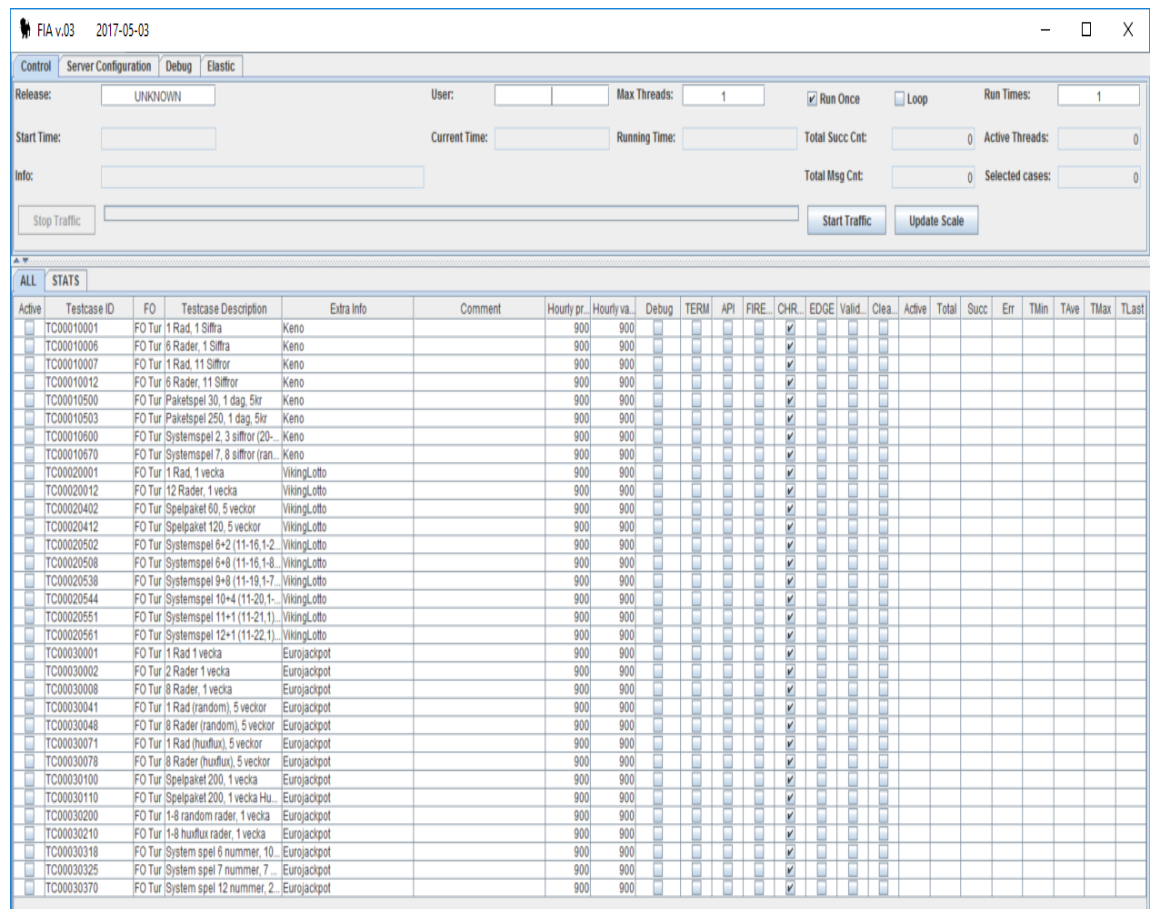 FIA v.03 2017-05-03
Control Server Configuration Debug Elastic
Release: UNKNOWN User: Max Threads: 1 Run Once Loop Run Times: 1
Start Time: Current Time: Running Time: Total Succ Cnt: 0 Active Threads: 0
Info: Total Msg Cnt: 0 Selected cases: 0
Stop Traffic Start Traffic Update Scale
ALL STATS
Active Testcase ID FO Testcase Description Extra Info Comment Hourly pr... Hourly va... Debug TERM API FIRE... CHR... EDGE Valid... Clea... Active Total Succ Err TMin TAve TMax TLast
TC00010001 FO Tur 1 Rad, 1 Siffra Keno 900 900
TC00010006 FO Tur 6 Rader, 1 Siffra Keno 900 900
TC00010007 FO Tur 1 Rad, 11 Siffror Keno 900 900
TC00010012 FO Tur 6 Rader, 11 Siffror Keno 900 900
TC00010500 FO Tur Paketspel 30, 1 dag, 5kr Keno 900 900
TC00010503 FO Tur Paketspel 250, 1 dag, 5kr Keno 900 900
TC00010600 FO Tur Systemspel 2, 3 siffror (20-... Keno 900 900
TC00010670 FO Tur Systemspel 7, 8 siffror (ran... Keno 900 900
TC00020001 FO Tur 1 Rad, 1 vecka VikingLotto 900 900
TC00020012 FO Tur 12 Rader, 1 vecka VikingLotto 900 900
TC00020402 FO Tur Spelpaket 60, 5 veckor VikingLotto 900 900
TC00020412 FO Tur Spelpaket 120, 5 veckor VikingLotto 900 900
TC00020502 FO Tur Systemspel 6+2 (11-16,1-2... VikingLotto 900 900
TC00020508 FO Tur Systemspel 6+8 (11-16,1-8... VikingLotto 900 900
TC00020538 FO Tur Systemspel 9+8 (11-19,1-7... VikingLotto 900 900
TC00020544 FO Tur Systemspel 10+4 (11-20,1-... VikingLotto 900 900
TC00020551 FO Tur Systemspel 11+1 (11-21,1)... VikingLotto 900 900
TC00020561 FO Tur Systemspel 12+1 (11-22,1)... VikingLotto 900 900
TC00030001 FO Tur 1 Rad 1 vecka Eurojackpot 900 900
TC00030002 FO Tur 2 Rader 1 vecka Eurojackpot 900 900
TC00030008 FO Tur 8 Rader, 1 vecka Eurojackpot 900 900
TC00030041 FO Tur 1 Rad (random), 5 veckor Eurojackpot 900 900
TC00030048 FO Tur 8 Rader (random), 5 veckor Eurojackpot 900 900
TC00030071 FO Tur 1 Rad (huxflux), 5 veckor Eurojackpot 900 900
TC00030078 FO Tur 8 Rader (huxflux), 5 veckor Eurojackpot 900 900
TC00030100 FO Tur Spelpaket 200, 1 vecka Eurojackpot 900 900
TC00030110 FO Tur Spelpaket 200, 1 vecka Hu... Eurojackpot 900 900
TC00030200 FO Tur 1-8 random rader, 1 vecka Eurojackpot 900 900
TC00030210 FO Tur 1-8 huxflux rader, 1 vecka Eurojackpot 900 900
TC00030318 FO Tur System spel 6 nummer, 10... Eurojackpot 900 900
TC00030325 FO Tur System spel 7 nummer, 7 ... Eurojackpot 900 900
TC00030370 FO Tur System spel 12 nummer, 2... Eurojackpot 900 900